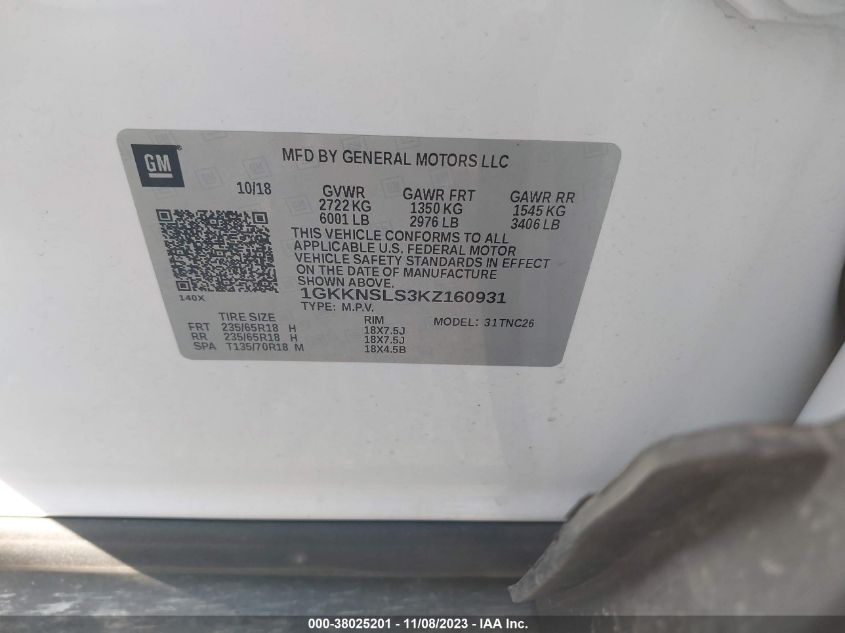 GM
MFD BY GENERAL MOTORS LLC
10/18 GVWR GAWR FRT GAWR RR
2722 KG 1350 KG 1545 KG
6001 LB 2976 LB 3406 LB
THIS VEHICLE CONFORMS TO ALL
APPLICABLE U.S. FEDERAL MOTOR
VEHICLE SAFETY STANDARDS IN EFFECT
ON THE DATE OF MANUFACTURE
SHOWN ABOVE.
140X
1GKKNSLS3KZ160931
TYPE: M.P.V. MODEL: 31TNC26
TIRE SIZE RIM
FRT 235/65R18 H 18X7.5J
RR 235/65R18 H 18X7.5J
SPA T135/70R18 M 18X4.5B
000-38025201 - 11/08/2023 - IAA Inc.